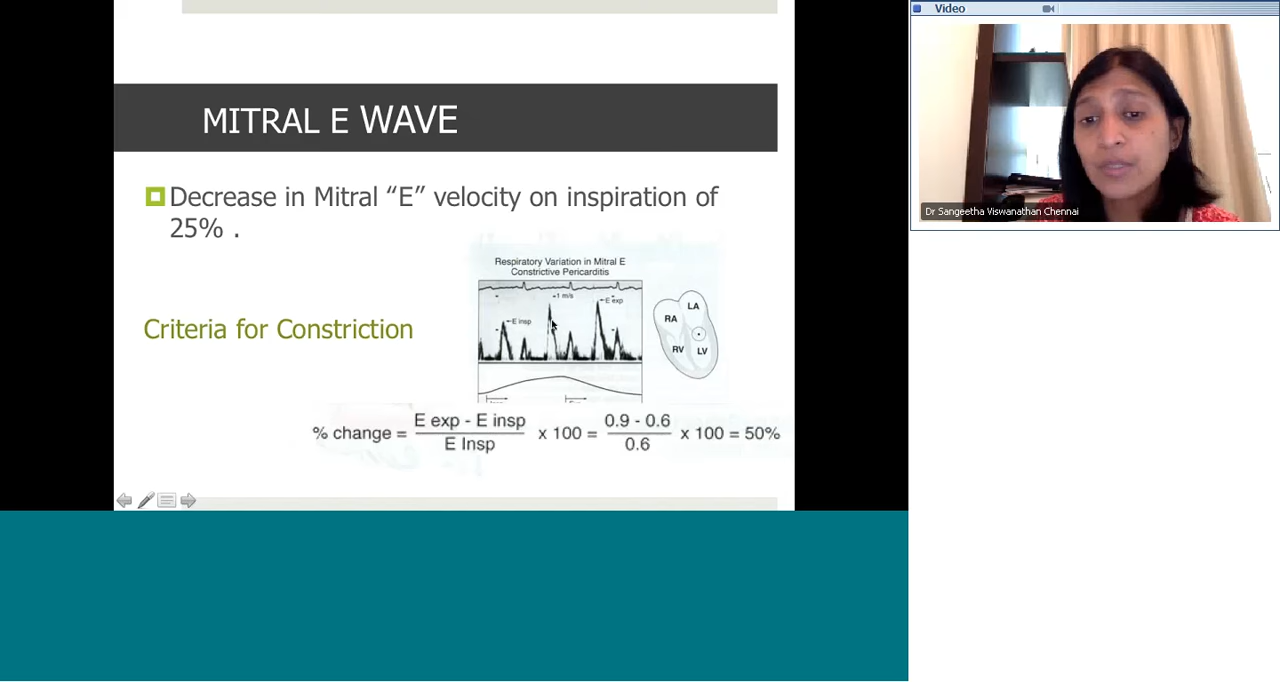 Video
Dr Sangeetha Viswanathan Chennai
MITRAL E WAVE
Decrease in Mitral “E” velocity on inspiration of
25% .
Criteria for Constriction
Respiratory Variation in Mitral E
Constrictive Pericarditis
1 m/s
E exp
E insp
LA
RA
RV
LV
% change = E exp - E insp / E Insp x 100 = 0.9 - 0.6 / 0.6 x 100 = 50%